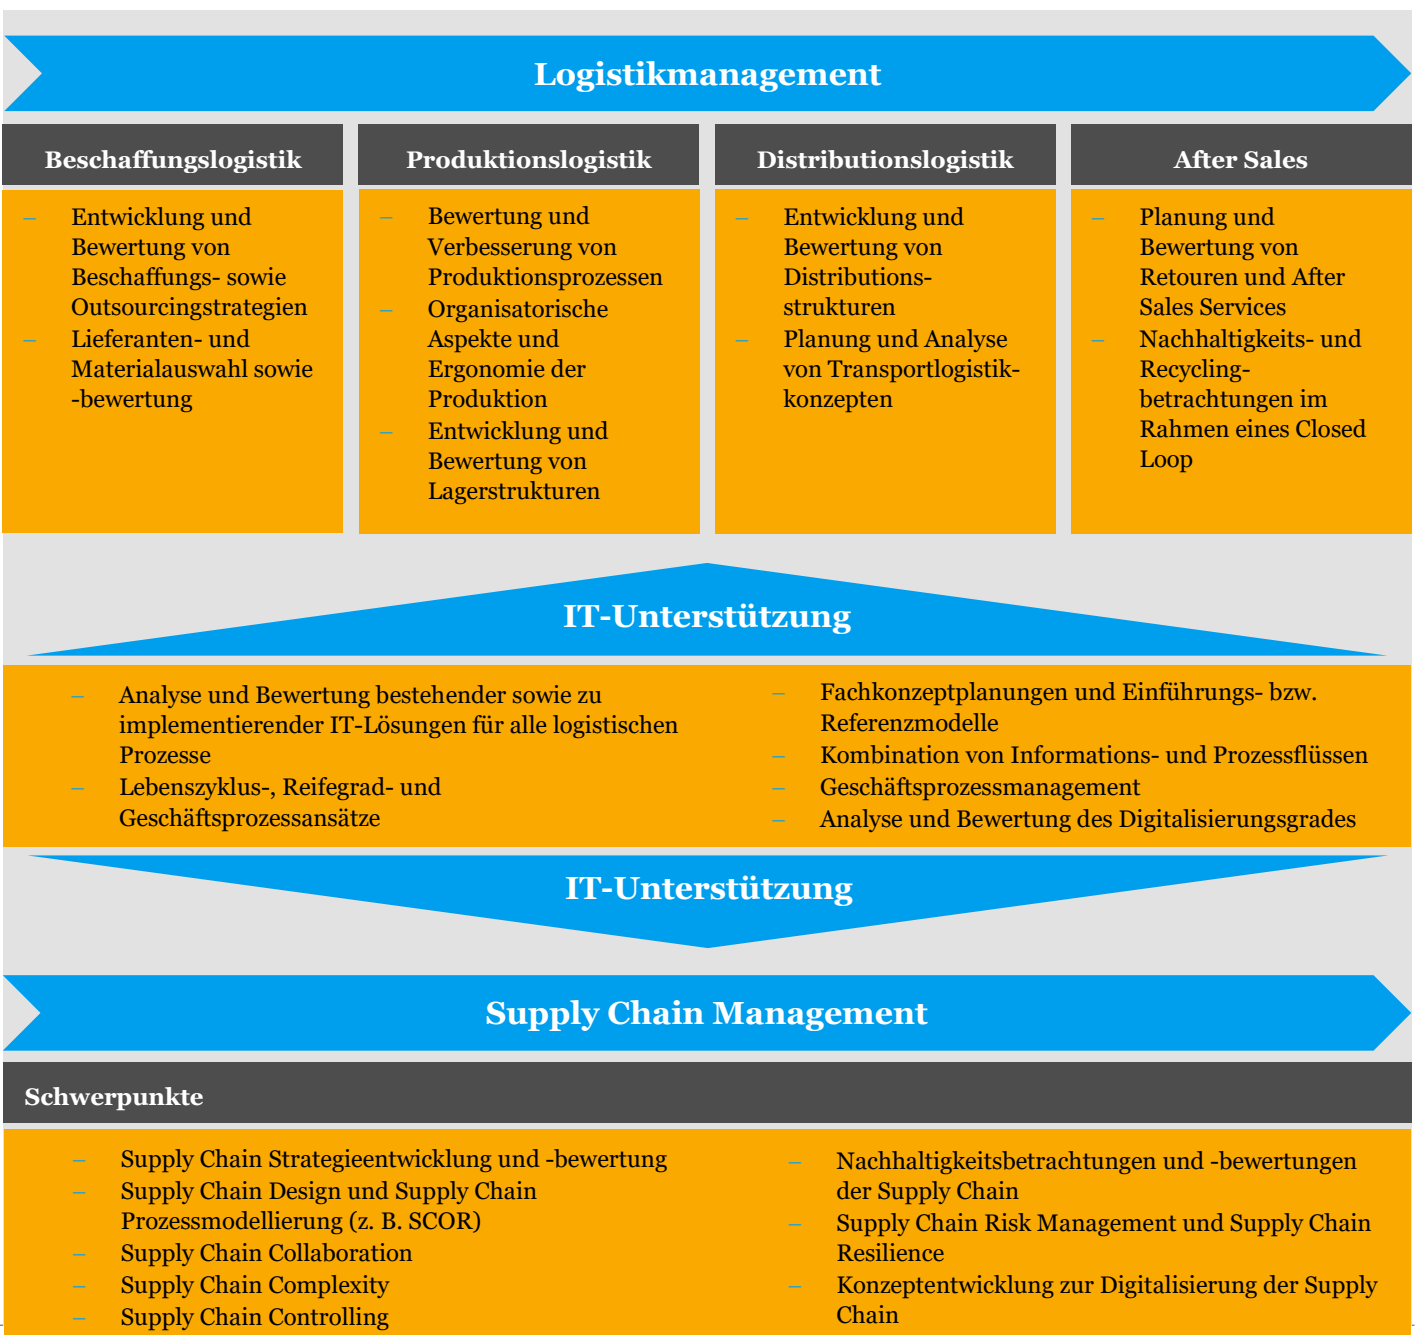 Logistikmanagement
Beschaffungslogistik
– Entwicklung und
Bewertung von
Beschaffungs- sowie
Outsourcingstrategien
– Lieferanten- und
Materialauswahl sowie
-bewertung
Produktionslogistik
– Bewertung und
Verbesserung von
Produktionsprozessen
– Organisatorische
Aspekte und
Ergonomie der
Produktion
– Entwicklung und
Bewertung von
Lagerstrukturen
Distributionslogistik
– Entwicklung und
Bewertung von
Distributions-
strukturen
– Planung und Analyse
von Transportlogistik-
konzepten
After Sales
– Planung und
Bewertung von
Retouren und After
Sales Services
– Nachhaltigkeits- und
Recycling-
betrachtungen im
Rahmen eines Closed
Loop
IT-Unterstützung
– Analyse und Bewertung bestehender sowie zu
implementierender IT-Lösungen für alle logistischen
Prozesse
– Lebenszyklus-, Reifegrad- und
Geschäftsprozessansätze
– Fachkonzeptplanungen und Einführungs- bzw.
Referenzmodelle
– Kombination von Informations- und Prozessflüssen
– Geschäftsprozessmanagement
– Analyse und Bewertung des Digitalisierungsgrades
IT-Unterstützung
Supply Chain Management
Schwerpunkte
– Supply Chain Strategieentwicklung und -bewertung
– Supply Chain Design und Supply Chain
Prozessmodellierung (z. B. SCOR)
– Supply Chain Collaboration
– Supply Chain Complexity
– Supply Chain Controlling
– Nachhaltigkeitsbetrachtungen und -bewertungen
der Supply Chain
– Supply Chain Risk Management und Supply Chain
Resilience
– Konzeptentwicklung zur Digitalisierung der Supply
Chain